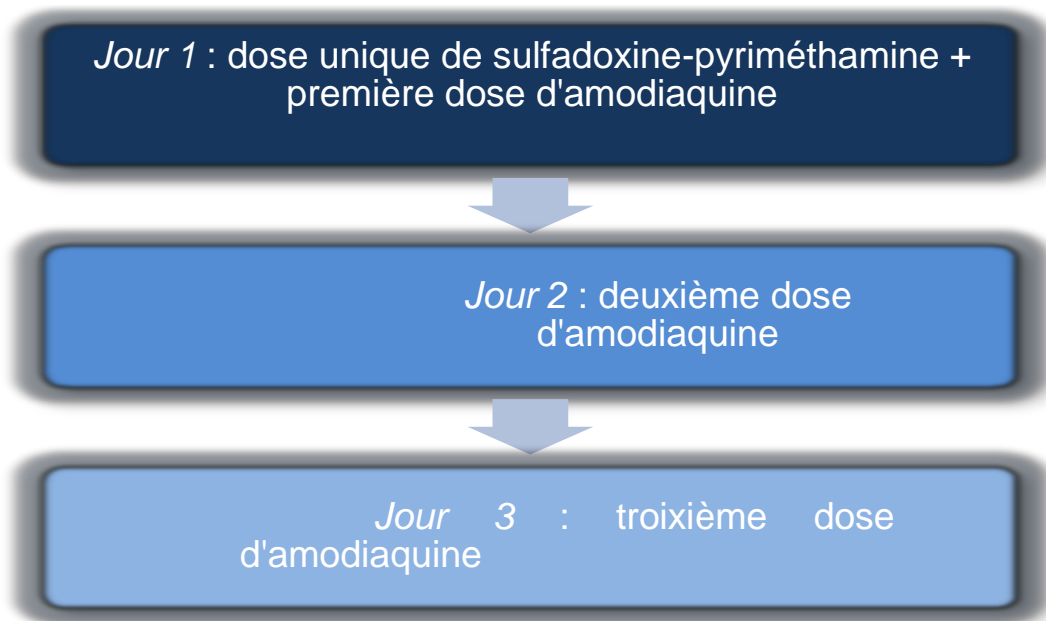 Jour 1 : dose unique de sulfadoxine-pyriméthamine +
première dose d'amodiaquine
Jour 2 : deuxième dose
d'amodiaquine
Jour 3 : troixième dose
d'amodiaquine